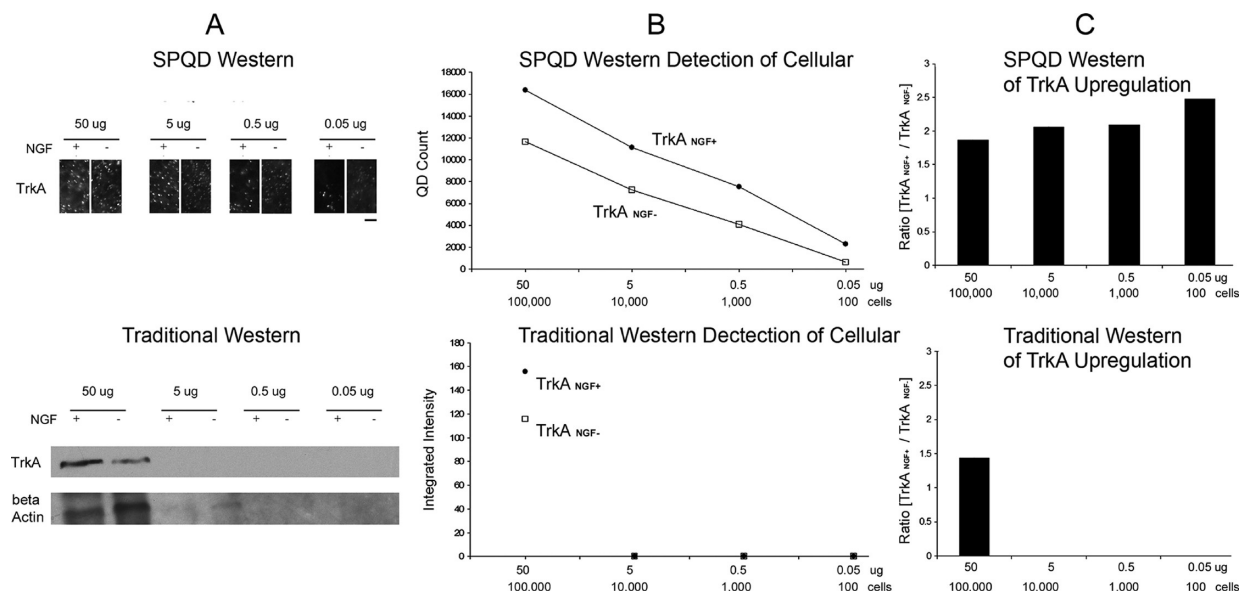 A
SPQD Western
50 ug 5 ug 0.5 ug 0.05 ug
NGF + - + - + - + -
TrkA
Traditional Western
50 ug 5 ug 0.5 ug 0.05 ug
NGF + - + - + - + -
TrkA
beta
Actin
B
SPQD Western Detection of Cellular
QD Count
18000
16000
14000
12000
10000
8000
6000
4000
2000
0
TrkA NGF+
TrkA NGF-
50 5 0.5 0.05 ug
100,000 10,000 1,000 100 cells
Traditional Western Dectection of Cellular
Integrated Intensity
180
160
140
120
100
80
60
40
20
0
TrkA NGF+
TrkA NGF-
50 5 0.5 0.05 ug
100,000 10,000 1,000 100 cells
C
SPQD Western
of TrkA Upregulation
Ratio [TrkA NGF+ / TrkA NGF-]
3
2.5
2
1.5
1
0.5
0
50 5 0.5 0.05 ug
100,000 10,000 1,000 100 cells
Traditional Western
of TrkA Upregulation
Ratio [TrkA NGF+ / TrkA NGF-]
3
2.5
2
1.5
1
0.5
0
50 5 0.5 0.05 ug
100.000 10.000 1.000 100 cells